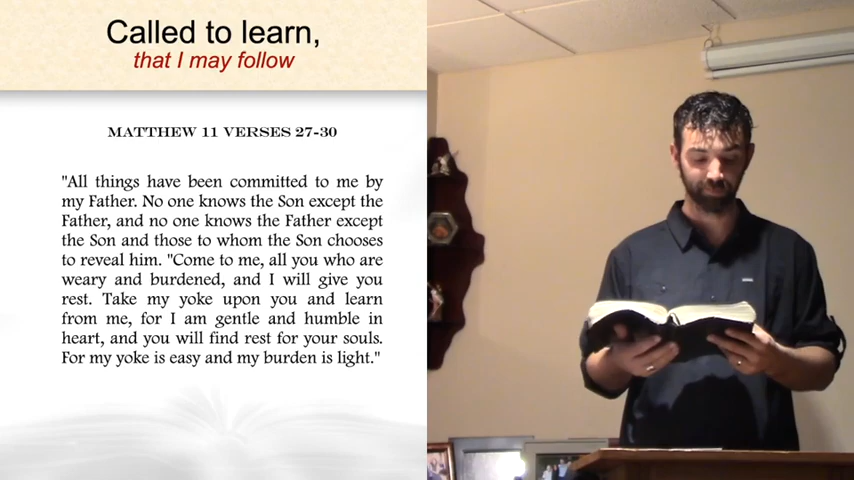 Called to learn,
that I may follow
MATTHEW 11 VERSES 27-30
"All things have been committed to me by
my Father. No one knows the Son except the
Father, and no one knows the Father except
the Son and those to whom the Son chooses
to reveal him. "Come to me, all you who are
weary and burdened, and I will give you
rest. Take my yoke upon you and learn
from me, for I am gentle and humble in
heart, and you will find rest for your souls.
For my yoke is easy and my burden is light."